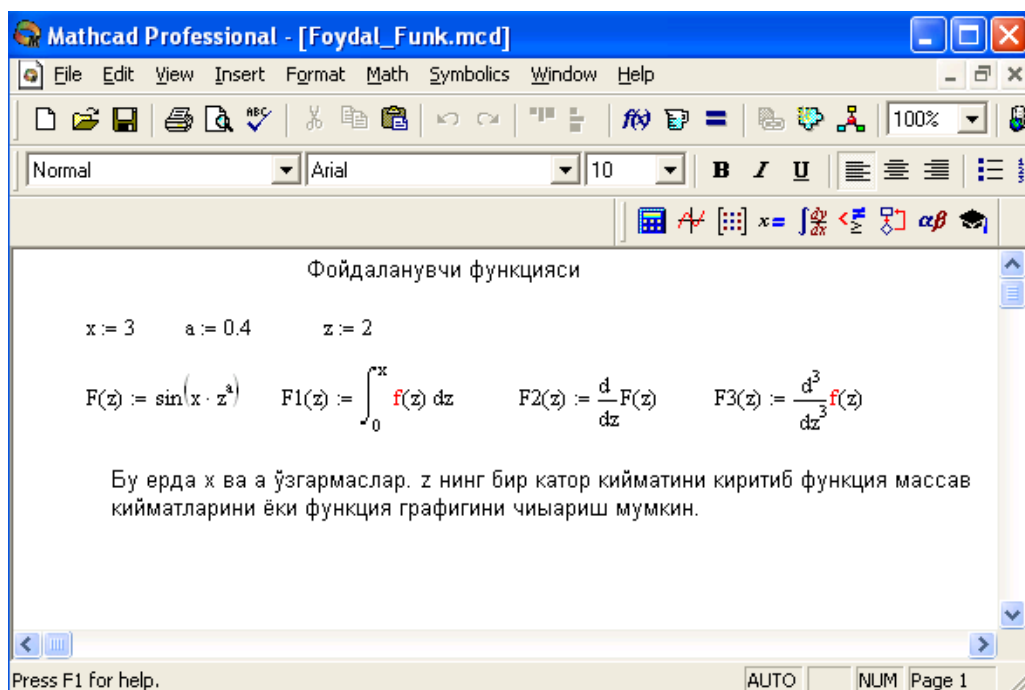 Mathcad Professional - [Foydal_Funk.mcd]
File Edit View Insert Format Math Symbolics Window Help
100%
Normal Arial 10 B I U
Фойдаланувчи функцияси
x := 3 a := 0.4 z := 2
F(z) := sin(x · z^a) F1(z) := ∫_0^x f(z) dz F2(z) := d/dz F(z) F3(z) := d^3/dz^3 f(z)
Бу ерда x ва а ўзгармаслар. z нинг бир катор кийматини киритиб функция массав
кийматларини ёки функция графигини чиыариш мумкин.
Press F1 for help. AUTO NUM Page 1